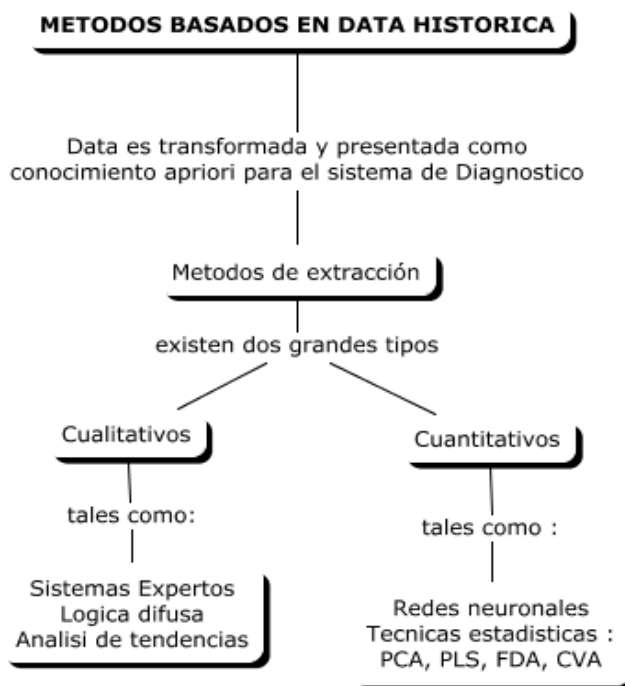 METODOS BASADOS EN DATA HISTORICA
Data es transformada y presentada como
conocimiento apriori para el sistema de Diagnostico
Metodos de extracción
existen dos grandes tipos
Cualitativos
Cuantitativos
tales como:
tales como :
Sistemas Expertos
Logica difusa
Analisi de tendencias
Redes neuronales
Tecnicas estadisticas :
PCA, PLS, FDA, CVA